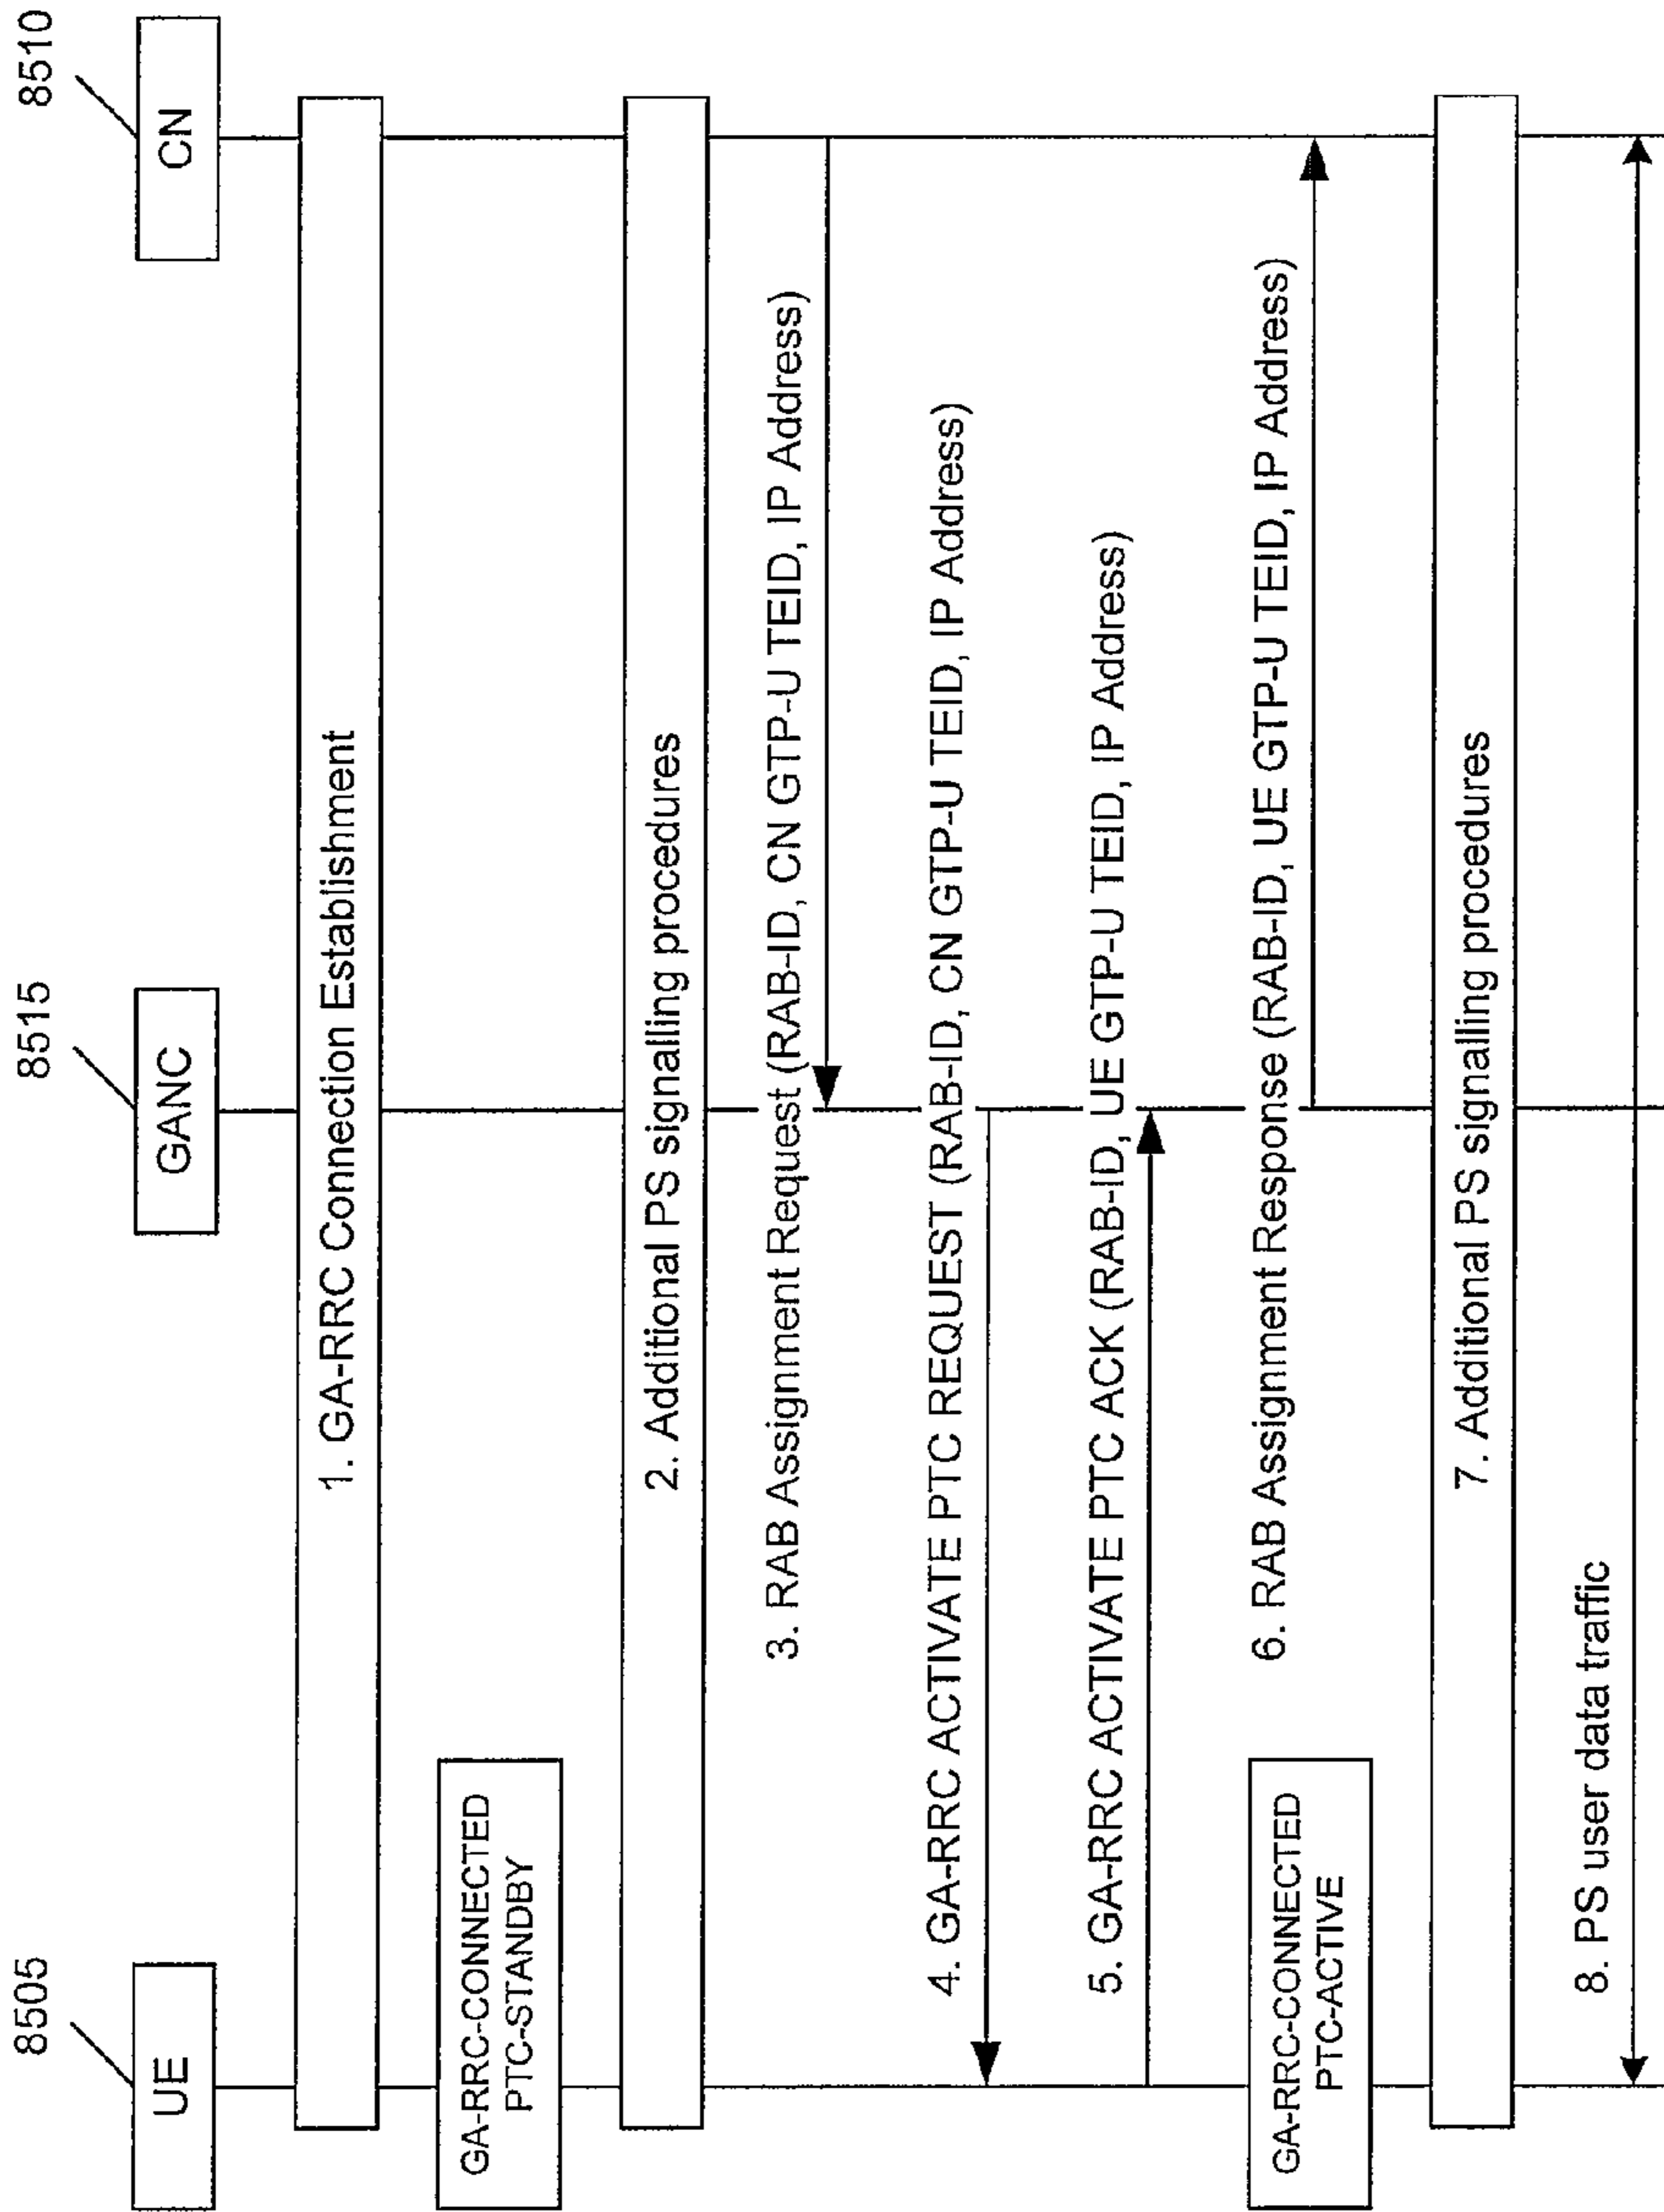 8505
8515
8510
UE
GANC
CN
1. GA-RRC Connection Establishment
GA-RRC-CONNECTED
PTC-STANDBY
2. Additional PS signalling procedures
3. RAB Assignment Request (RAB-ID, CN GTP-U TEID, IP Address)
4. GA-RRC ACTIVATE PTC REQUEST (RAB-ID, CN GTP-U TEID, IP Address)
5. GA-RRC ACTIVATE PTC ACK (RAB-ID, UE GTP-U TEID, IP Address)
6. RAB Assignment Response (RAB-ID, UE GTP-U TEID, IP Address)
GA-RRC-CONNECTED
PTC-ACTIVE
7. Additional PS signalling procedures
8. PS user data traffic